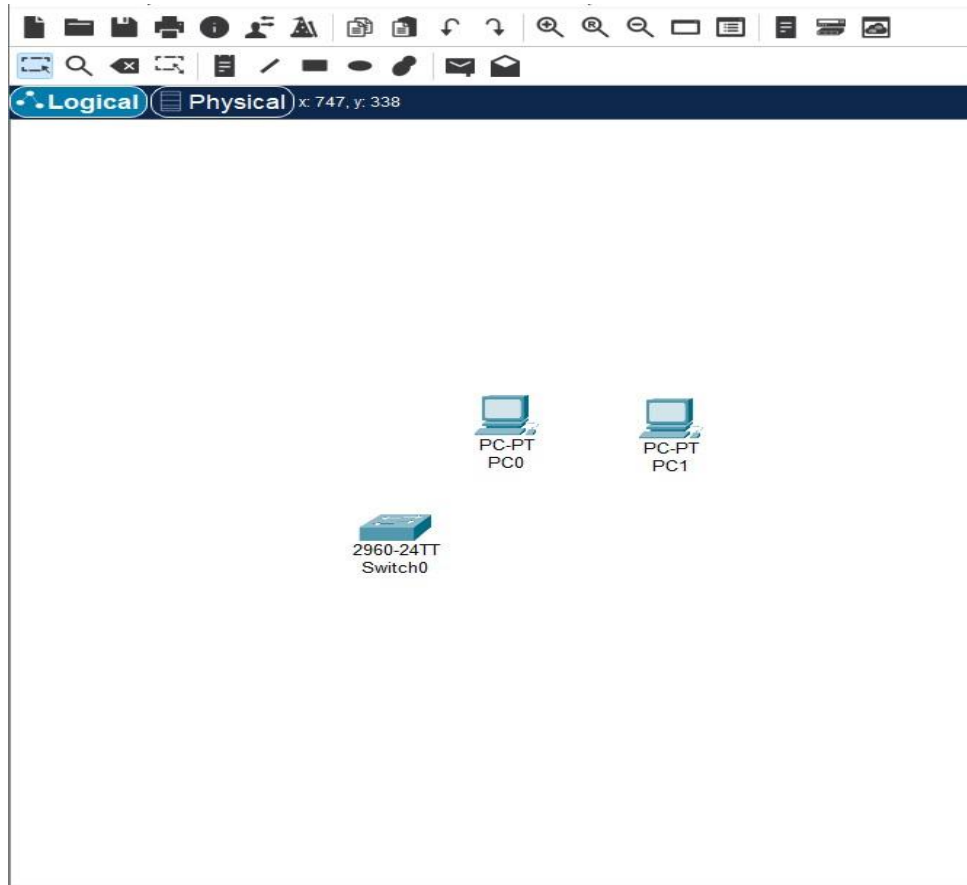 Logical Physical x: 747, y: 338
PC-PT
PC0
PC-PT
PC1
2960-24TT
Switch0